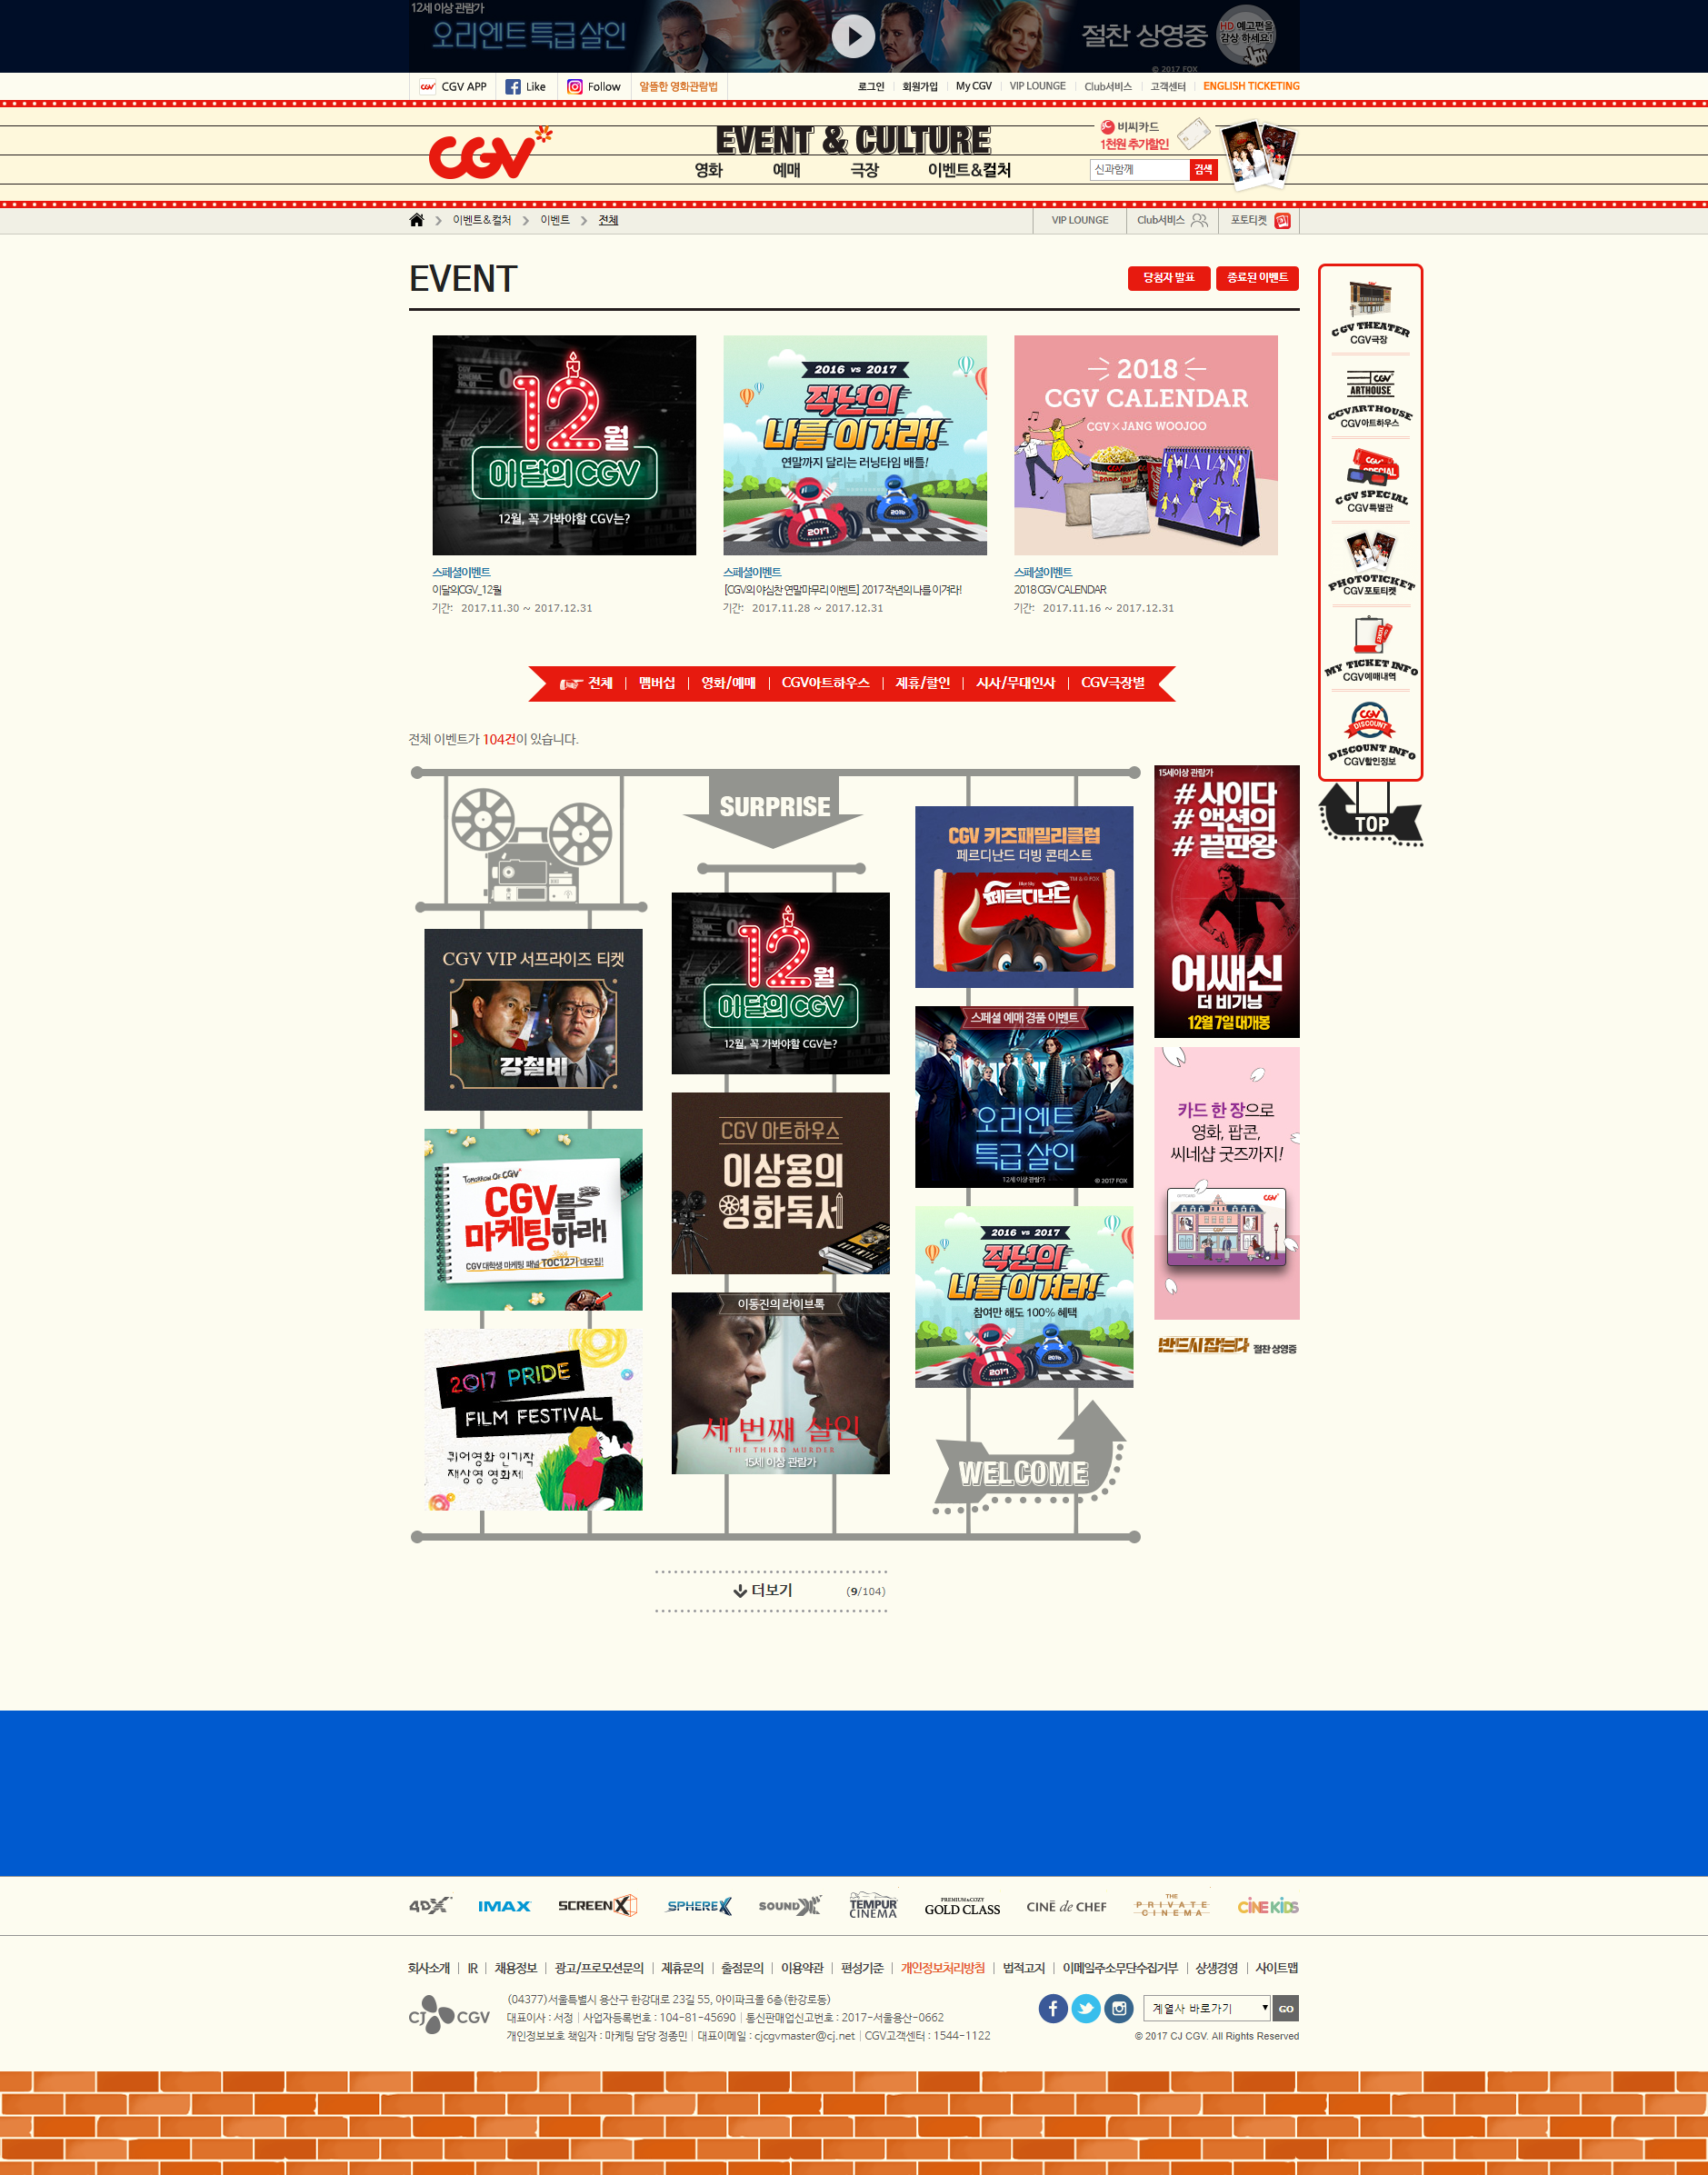 12세 이상 관람가
오리엔트 특급 살인
절찬 상영중
HD 예고편을
감상 하세요!
© 2017 FOX
CGV APP
Like
Follow
알뜰한 영화관람법
로그인
회원가입
My CGV
VIP LOUNGE
Club서비스
고객센터
ENGLISH TICKETING
CGV
EVENT & CULTURE
영화
예매
극장
이벤트&컬처
비씨카드
1천원 추가할인
신과함께
검색
이벤트&컬처
이벤트
전체
VIP LOUNGE
Club서비스
포토티켓
EVENT
당첨자 발표
종료된 이벤트
12월
이달의 CGV
12월, 꼭 가봐야할 CGV는?
2016 vs 2017
작년의
나를 이겨라!
연말까지 달리는 러닝타임 배틀!
2017
2016
2018
CGV CALENDAR
CGV × JANG WOOJOO
스페셜이벤트
이달의CGV_12월
기간: 2017.11.30 ~ 2017.12.31
스페셜이벤트
[CGV의 야심찬 연말마무리 이벤트] 2017 작년의 나를 이겨라!
기간: 2017.11.28 ~ 2017.12.31
스페셜이벤트
2018 CGV CALENDAR
기간: 2017.11.16 ~ 2017.12.31
CGV THEATER
CGV극장
CGV
ARTHOUSE
CGVARTHOUSE
CGV아트하우스
CGV SPECIAL
CGV특별관
PHOTOTICKET
CGV포토티켓
MY TICKET INFO
CGV예매내역
CGV
DISCOUNT
DISCOUNT INFO
CGV할인정보
TOP
전체
멤버십
영화/예매
CGV아트하우스
제휴/할인
시사/무대인사
CGV극장별
전체 이벤트가 104건이 있습니다.
SURPRISE
CGV VIP 서프라이즈 티켓
강철비
Tomorrow Of CGV
CGV를
마케팅하라!
CGV 대학생 마케팅 패널 TOC12기 대모집!
2017 PRIDE
FILM FESTIVAL
퀴어영화 인기작
재상영 영화제
12월
이달의 CGV
12월, 꼭 가봐야할 CGV는?
CGV 아트하우스
이상용의
영화독서
이동진의 라이브톡
세 번째 살인
THE THIRD MURDER
15세 이상 관람가
CGV 키즈패밀리클럽
페르디난드 더빙 콘테스트
TM & © FOX
페르디난드
스페셜 예매 경품 이벤트
오리엔트
특급 살인
12세 이상 관람가
© 2017 FOX
2016 vs 2017
작년의
나를 이겨라!
참여만 해도 100% 혜택
2017
2016
WELCOME
15세이상 관람가
# 사이다
# 액션의
# 끝판왕
어쌔신
더 비기닝
12월 7일 대개봉
카드 한 장으로
영화, 팝콘,
씨네샵 굿즈까지!
반드시 잡는다 절찬 상영중
더보기
(9/104)
4DX
IMAX
SCREENX
SPHEREX
SOUNDX
TEMPUR
CINEMA
PREMIUM & COZY
GOLD CLASS
CINÉ de CHEF
THE
PRIVATE
CINEMA
CINE KIDS
회사소개
IR
채용정보
광고/프로모션문의
제휴문의
출점문의
이용약관
편성기준
개인정보처리방침
법적고지
이메일주소무단수집거부
상생경영
사이트맵
CJ CGV
(04377)서울특별시 용산구 한강대로 23길 55, 아이파크몰 6층(한강로동)
대표이사 : 서정 | 사업자등록번호 : 104-81-45690 | 통신판매업신고번호 : 2017-서울용산-0662
개인정보보호 책임자 : 마케팅 담당 정종민 | 대표이메일 : cjcgvmaster@cj.net | CGV고객센터 : 1544-1122
계열사 바로가기
GO
© 2017 CJ CGV. All Rights Reserved